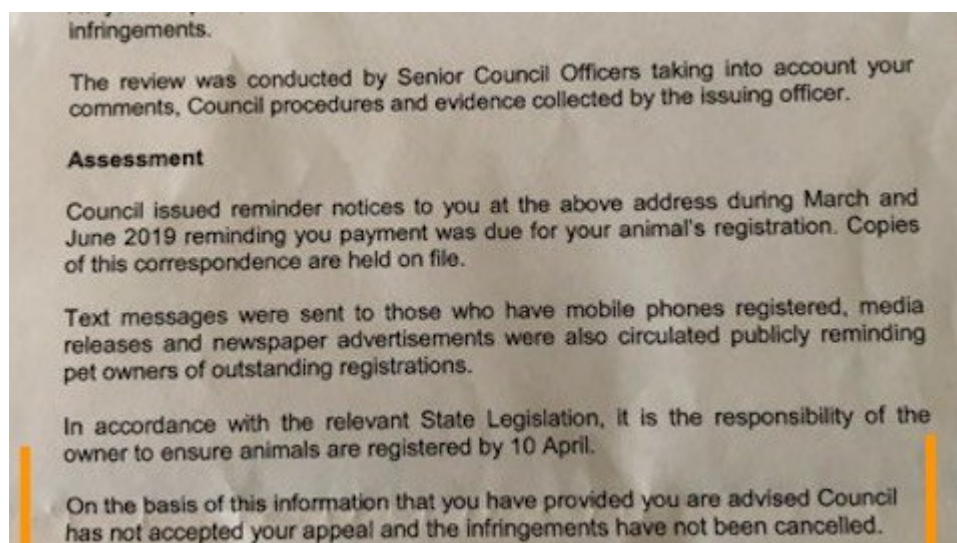 infringements.
The review was conducted by Senior Council Officers taking into account your
comments, Council procedures and evidence collected by the issuing officer.
Assessment
Council issued reminder notices to you at the above address during March and
June 2019 reminding you payment was due for your animal's registration. Copies
of this correspondence are held on file.
Text messages were sent to those who have mobile phones registered, media
releases and newspaper advertisements were also circulated publicly reminding
pet owners of outstanding registrations.
In accordance with the relevant State Legislation, it is the responsibility of the
owner to ensure animals are registered by 10 April.
On the basis of this information that you have provided you are advised Council
has not accepted your appeal and the infringements have not been cancelled.